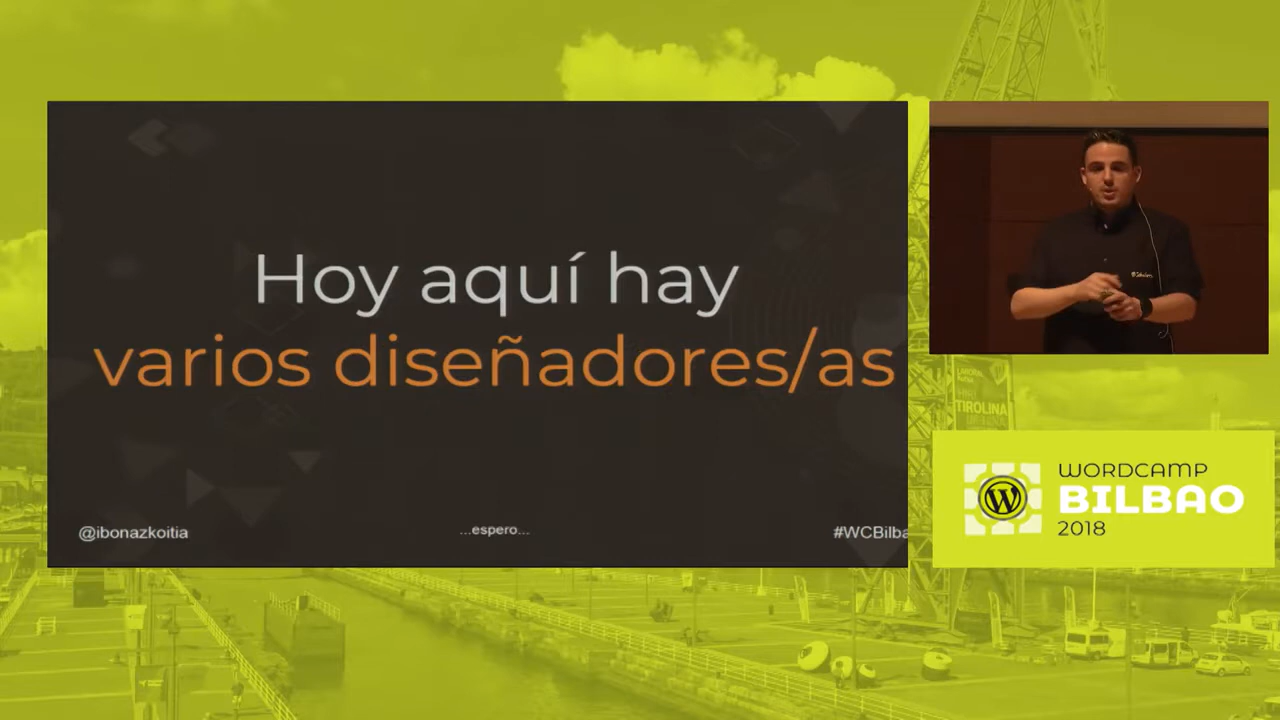 Hoy aquí hay
varios diseñadores/as
@ibonazkoitia
...espero...
#WCBilba
TIROLINA
WORDCAMP
BILBAO
2018